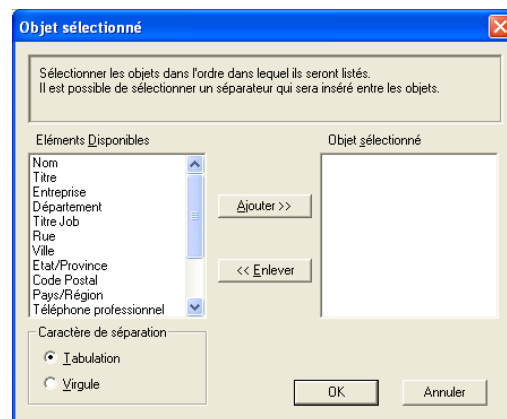 Objet sélectionné
Sélectionner les objets dans l'ordre dans lequel ils seront listés.
Il est possible de sélectionner un séparateur qui sera inséré entre les objets.
Eléments Disponibles
Objet sélectionné
Nom
Titre
Entreprise
Département
Titre Job
Rue
Ville
Etat/Province
Code Postal
Pays/Région
Téléphone professionnel
Ajouter >>
<< Enlever
Caractère de séparation
Tabulation
Virgule
OK
Annuler